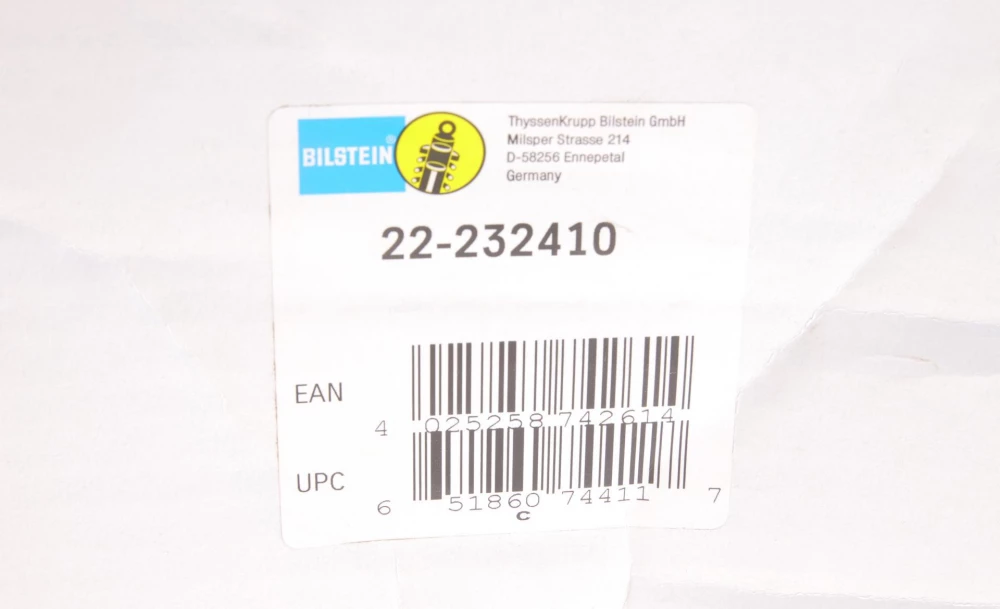 BILSTEIN®
ThyssenKrupp Bilstein GmbH
Milsper Strasse 214
D-58256 Ennepetal
Germany
22-232410
EAN
4 025258 742614
UPC
6 51860 74411 7
C